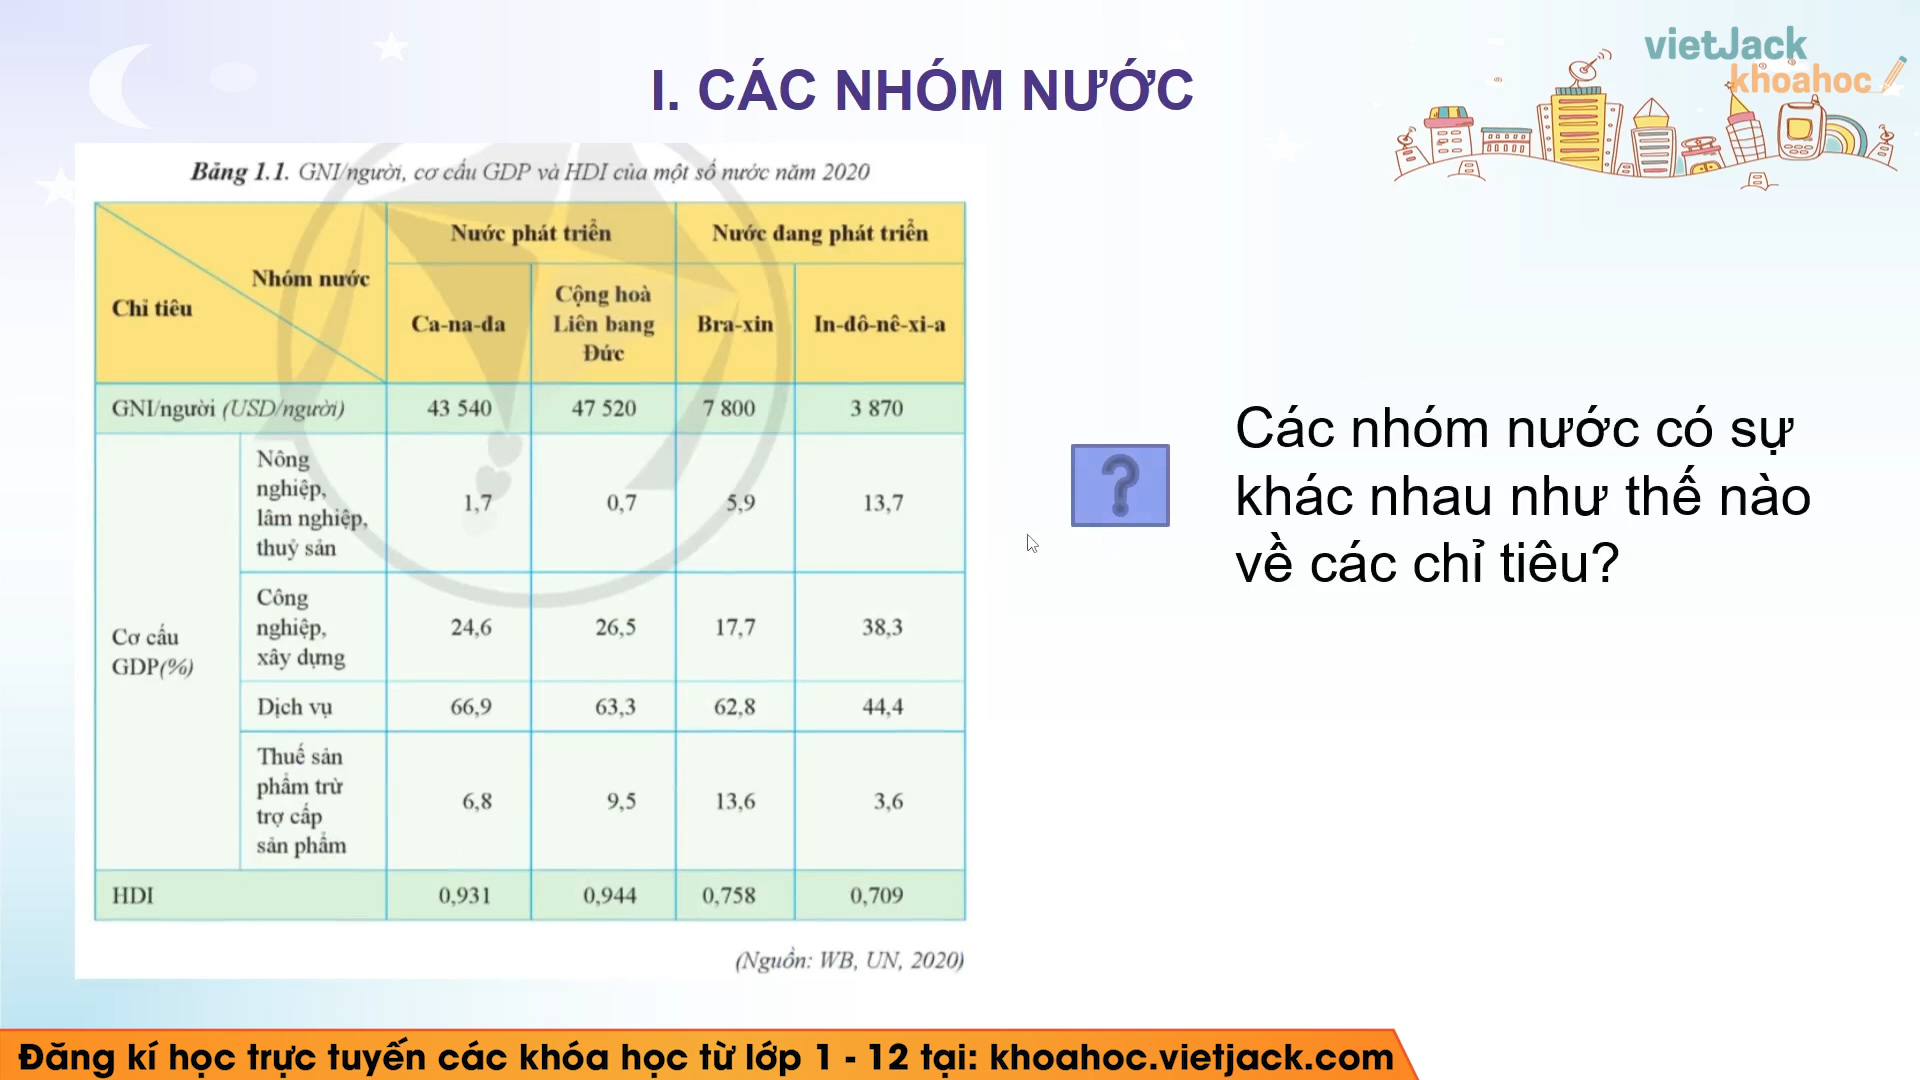 vietJack
khoahoc
I. CÁC NHÓM NƯỚC
Bảng 1.1. GNI/người, cơ cấu GDP và HDI của một số nước năm 2020
Nhóm nước
Chỉ tiêu
Nước phát triển
Nước đang phát triển
Ca-na-da
Cộng hoà
Liên bang
Đức
Bra-xin
In-đô-nê-xi-a
GNI/người (USD/người)
43 540
47 520
7 800
3 870
Cơ cấu
GDP(%)
Nông
nghiệp,
lâm nghiệp,
thuỷ sản
1,7
0,7
5,9
13,7
Công
nghiệp,
xây dựng
24,6
26,5
17,7
38,3
Dịch vụ
66,9
63,3
62,8
44,4
Thuế sản
phẩm trừ
trợ cấp
sản phẩm
6,8
9,5
13,6
3,6
HDI
0,931
0,944
0,758
0,709
(Nguồn: WB, UN, 2020)
?
Các nhóm nước có sự
khác nhau như thế nào
về các chỉ tiêu?
Đăng kí học trực tuyến các khóa học từ lớp 1 - 12 tại: khoahoc.vietjack.com